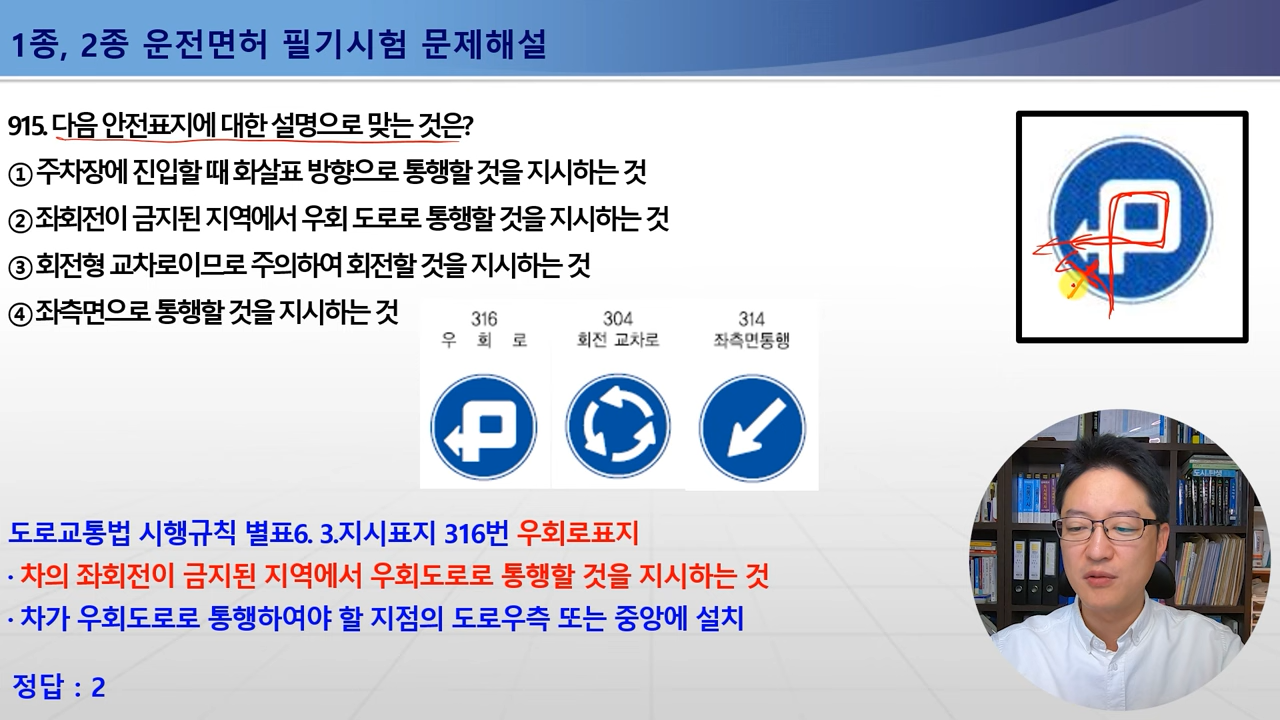 1종, 2종 운전면허 필기시험 문제해설
915. 다음 안전표지에 대한 설명으로 맞는 것은?
① 주차장에 진입할 때 화살표 방향으로 통행할 것을 지시하는 것
② 좌회전이 금지된 지역에서 우회 도로로 통행할 것을 지시하는 것
③ 회전형 교차로이므로 주의하여 회전할 것을 지시하는 것
④ 좌측면으로 통행할 것을 지시하는 것
316 304 314
우 회 로 회전 교차로 좌측면통행
도로교통법 시행규칙 별표6. 3.지시표지 316번 우회로표지
· 차의 좌회전이 금지된 지역에서 우회도로로 통행할 것을 지시하는 것
· 차가 우회도로로 통행하여야 할 지점의 도로우측 또는 중앙에 설치
정답 : 2